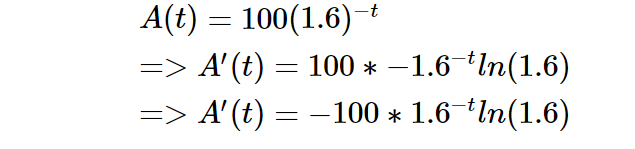 A(t) = 100(1.6)^{-t}
=> A'(t) = 100 * -1.6^{-t}ln(1.6)
=> A'(t) = -100 * 1.6^{-t}ln(1.6)